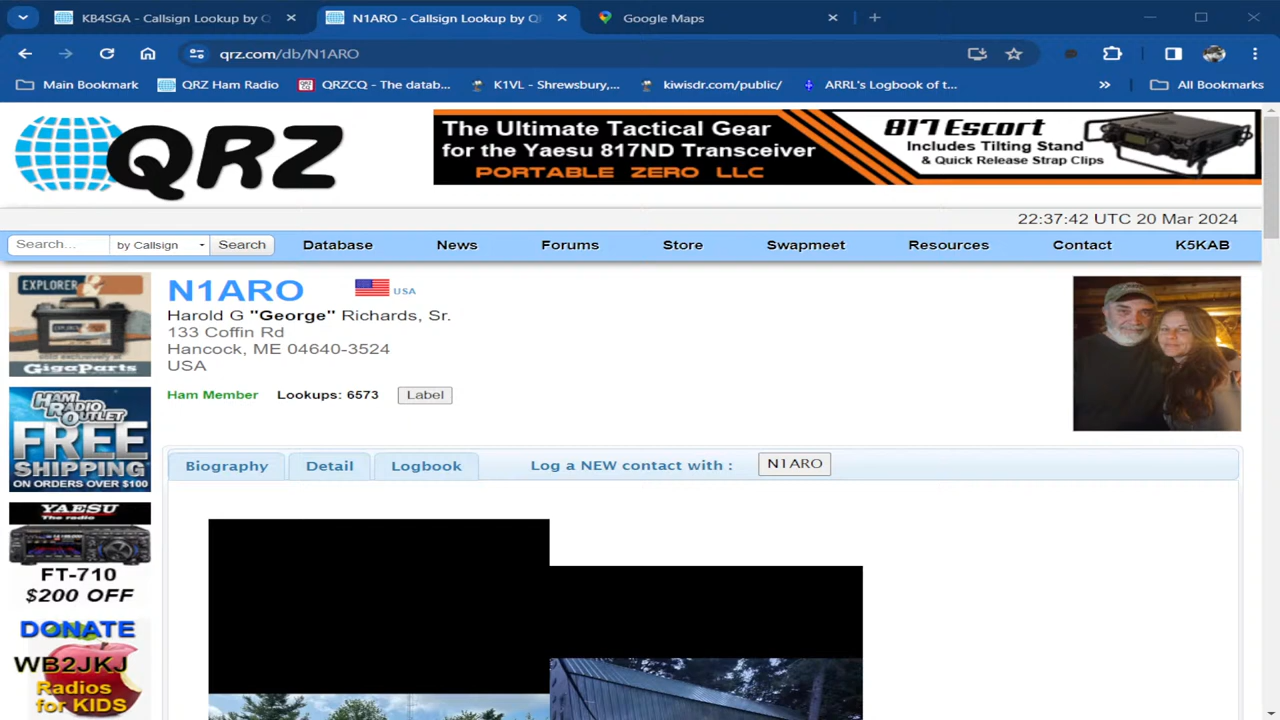 KB4SGA - Callsign Lookup by Q
N1ARO - Callsign Lookup by Q
Google Maps
qrz.com/db/N1ARO
Main Bookmark
QRZ Ham Radio
QRZCQ - The datab...
K1VL - Shrewsbury,...
kiwisdr.com/public/
ARRL's Logbook of t...
All Bookmarks
QRZ
The Ultimate Tactical Gear
for the Yaesu 817ND Transceiver
PORTABLE ZERO LLC
817 Escort
Includes Tilting Stand
& Quick Release Strap Clips
22:37:42 UTC 20 Mar 2024
Search... by Callsign Search Database News Forums Store Swapmeet Resources Contact K5KAB
EXPLORER
GigaParts
HAM RADIO OUTLET
FREE
SHIPPING
ON ORDERS OVER $100
YAESU
The radio
FT-710
$200 OFF
DONATE
WB2JKJ
Radios
for KIDS
N1ARO USA
Harold G "George" Richards, Sr.
133 Coffin Rd
Hancock, ME 04640-3524
USA
Ham Member Lookups: 6573 Label
Biography Detail Logbook Log a NEW contact with : N1ARO